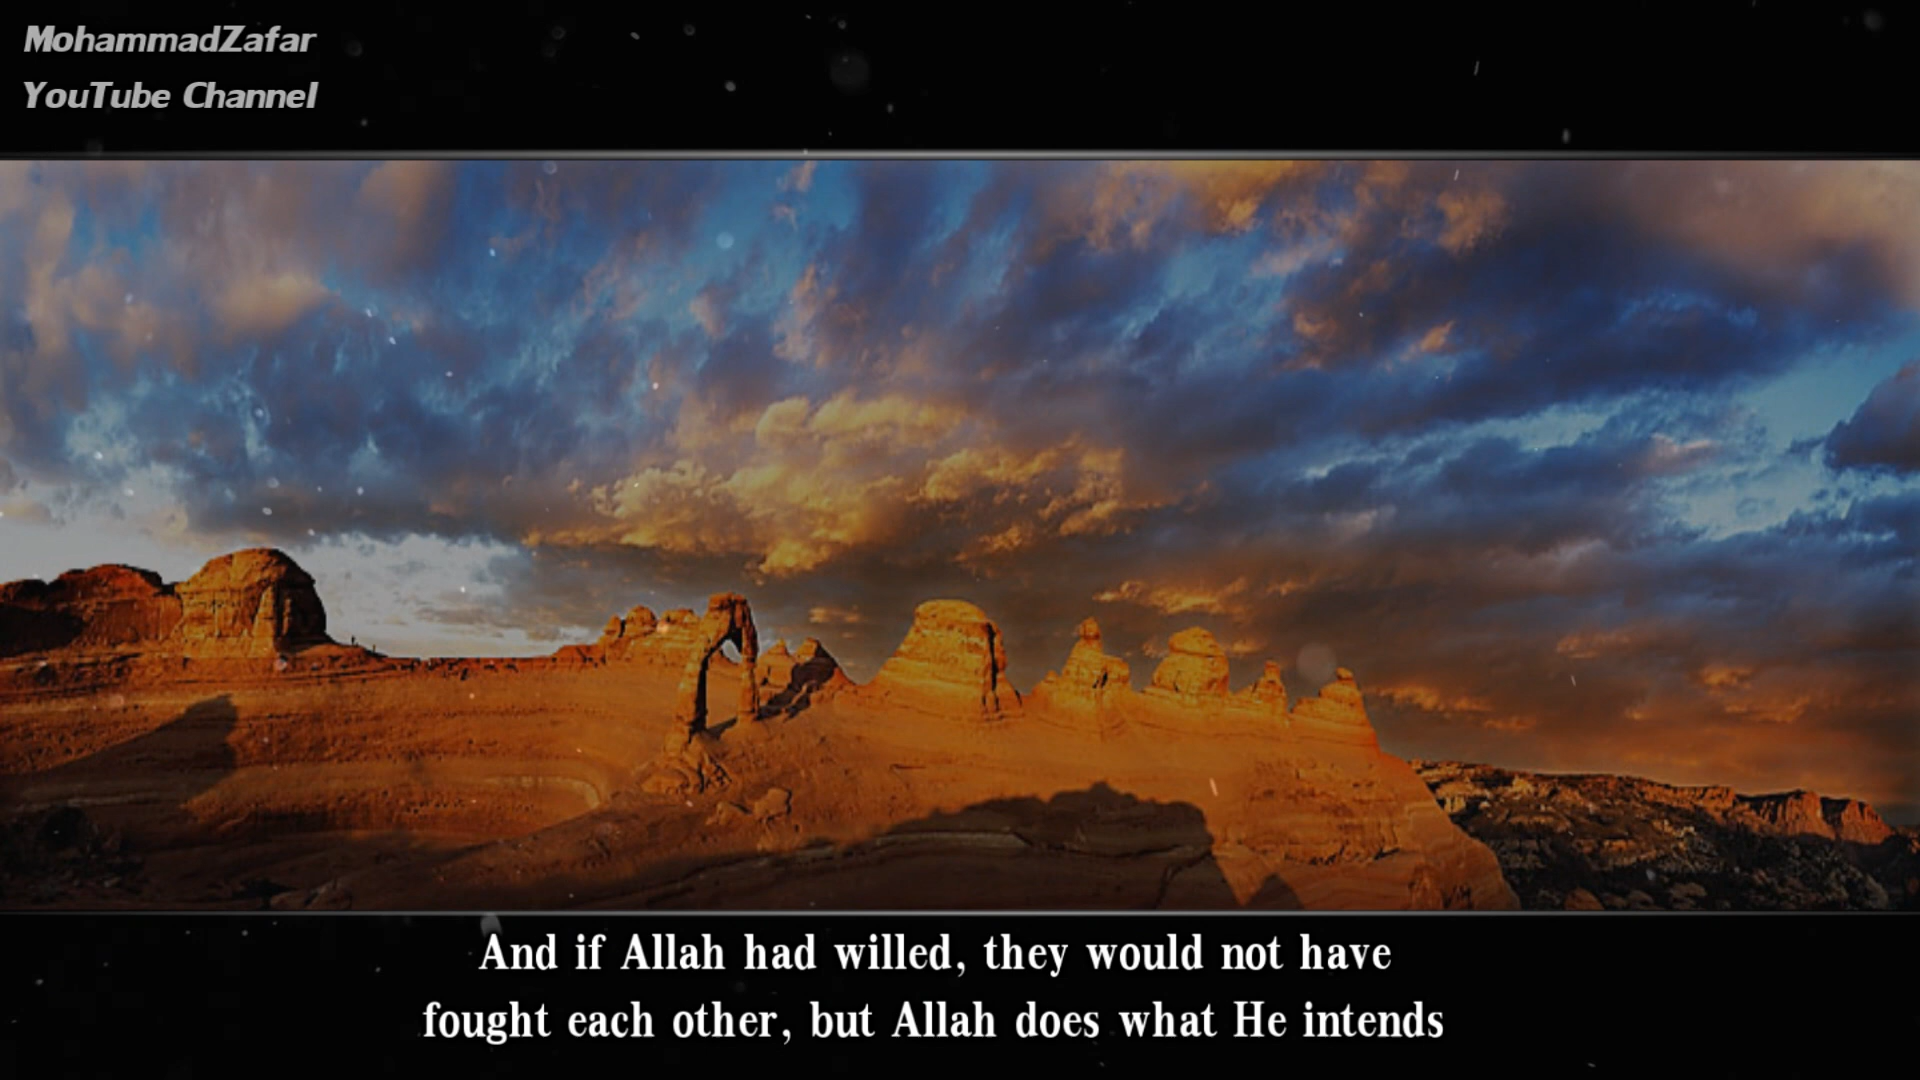 MohammadZafar
YouTube Channel
And if Allah had willed, they would not have
fought each other, but Allah does what He intends